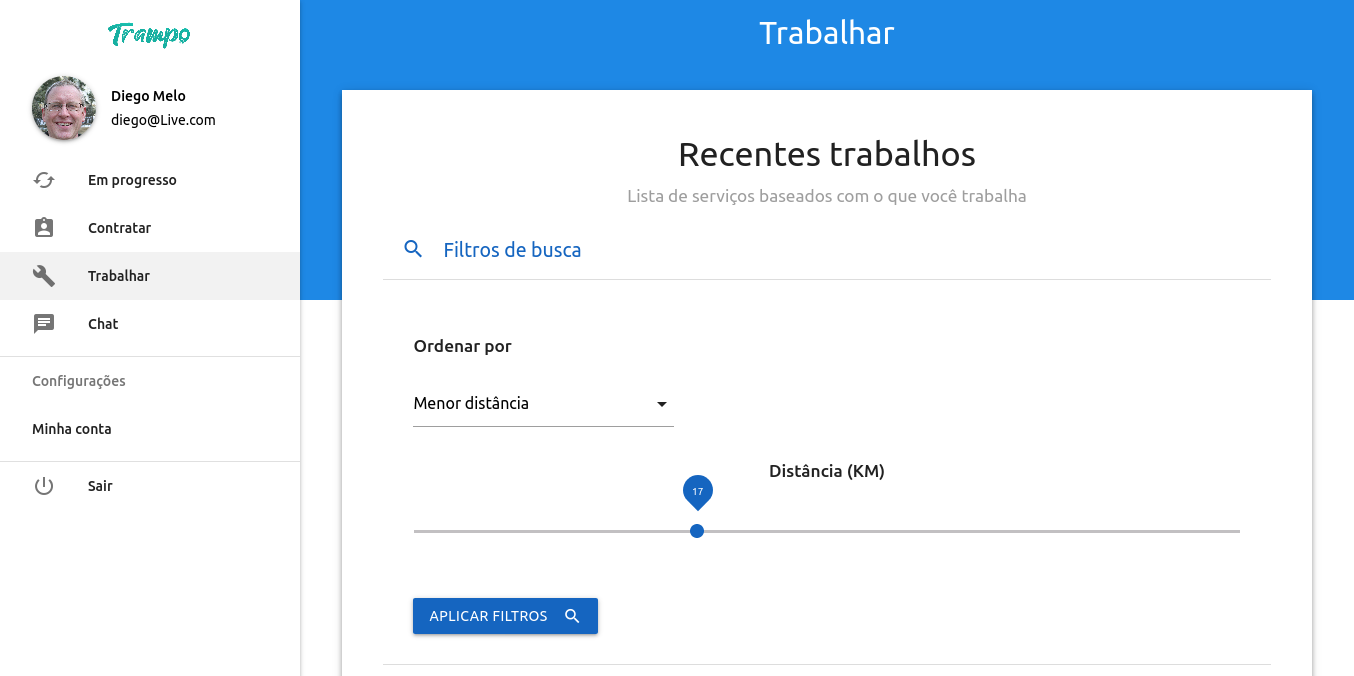 Trampo
Diego Melo
diego@Live.com
Em progresso
Contratar
Trabalhar
Chat
Configurações
Minha conta
Sair
Trabalhar
Recentes trabalhos
Lista de serviços baseados com o que você trabalha
Filtros de busca
Ordenar por
Menor distância
Distância (KM)
17
APLICAR FILTROS